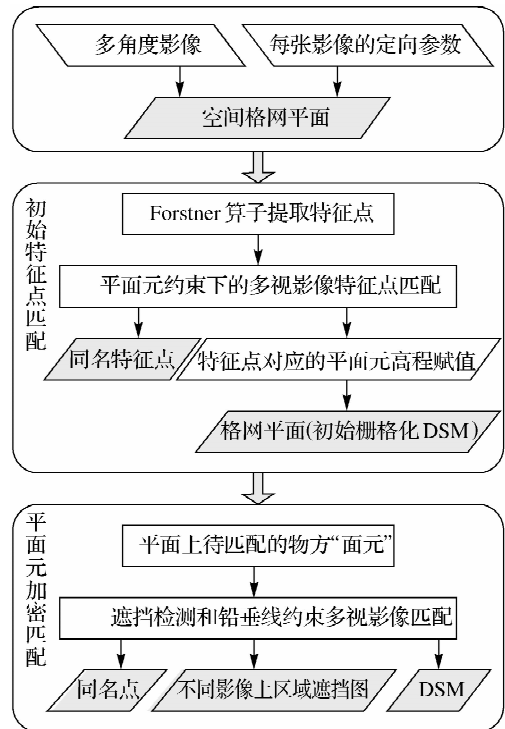 多角度影像
每张影像的定向参数
空间格网平面
初始特征点匹配
Forstner 算子提取特征点
平面元约束下的多视影像特征点匹配
同名特征点
特征点对应的平面元高程赋值
格网平面(初始栅格化DSM)
平面元加密匹配
平面上待匹配的物方“面元”
遮挡检测和铅垂线约束多视影像匹配
同名点
不同影像上区域遮挡图
DSM